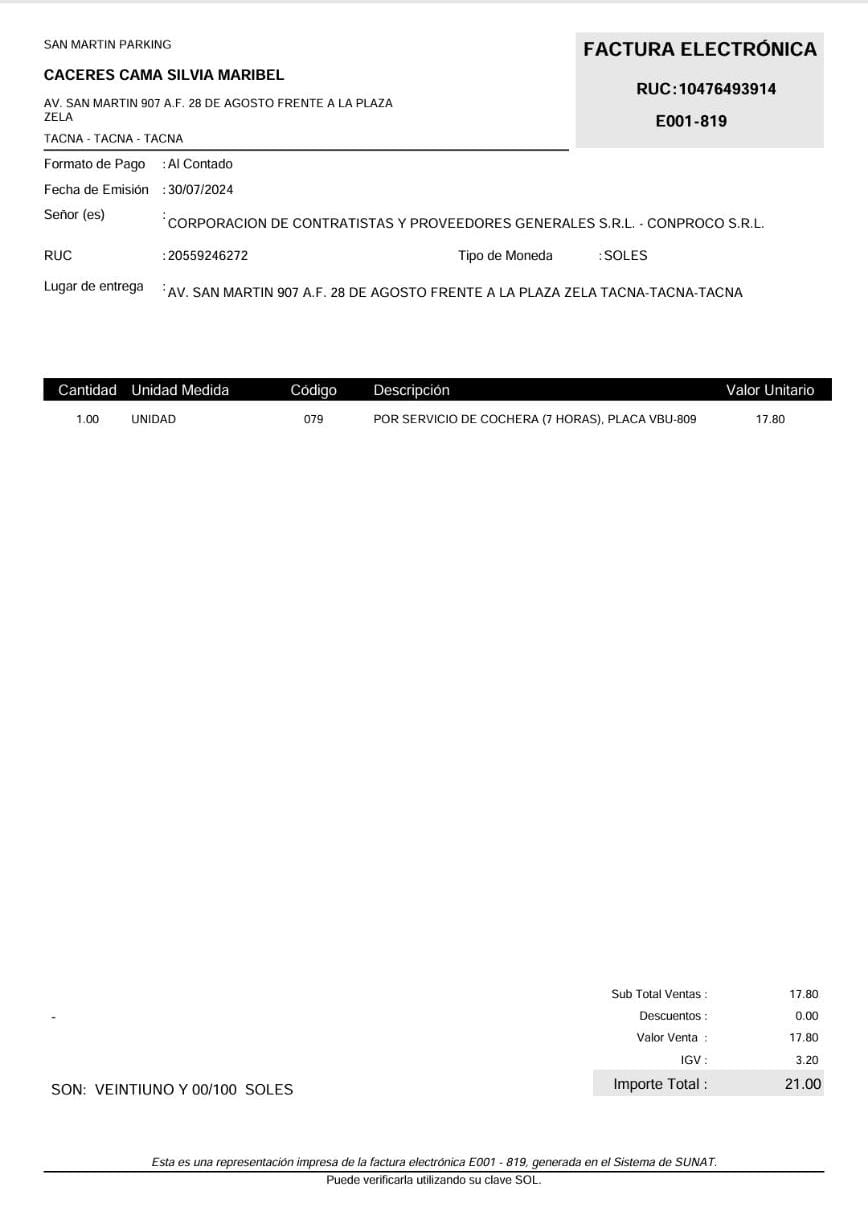 SAN MARTIN PARKING
CACERES CAMA SILVIA MARIBEL
AV. SAN MARTIN 907 A.F. 28 DE AGOSTO FRENTE A LA PLAZA
ZELA
TACNA - TACNA - TACNA
FACTURA ELECTRÓNICA
RUC:10476493914
E001-819
Formato de Pago : Al Contado
Fecha de Emisión : 30/07/2024
Señor (es) : CORPORACION DE CONTRATISTAS Y PROVEEDORES GENERALES S.R.L. - CONPROCO S.R.L.
RUC : 20559246272 Tipo de Moneda : SOLES
Lugar de entrega : AV. SAN MARTIN 907 A.F. 28 DE AGOSTO FRENTE A LA PLAZA ZELA TACNA-TACNA-TACNA
Cantidad Unidad Medida Código Descripción Valor Unitario
1.00 UNIDAD 079 POR SERVICIO DE COCHERA (7 HORAS), PLACA VBU-809 17.80
Sub Total Ventas : 17.80
- Descuentos : 0.00
Valor Venta : 17.80
IGV : 3.20
SON: VEINTIUNO Y 00/100 SOLES Importe Total : 21.00
Esta es una representación impresa de la factura electrónica E001 - 819, generada en el Sistema de SUNAT.
Puede verificarla utilizando su clave SOL.